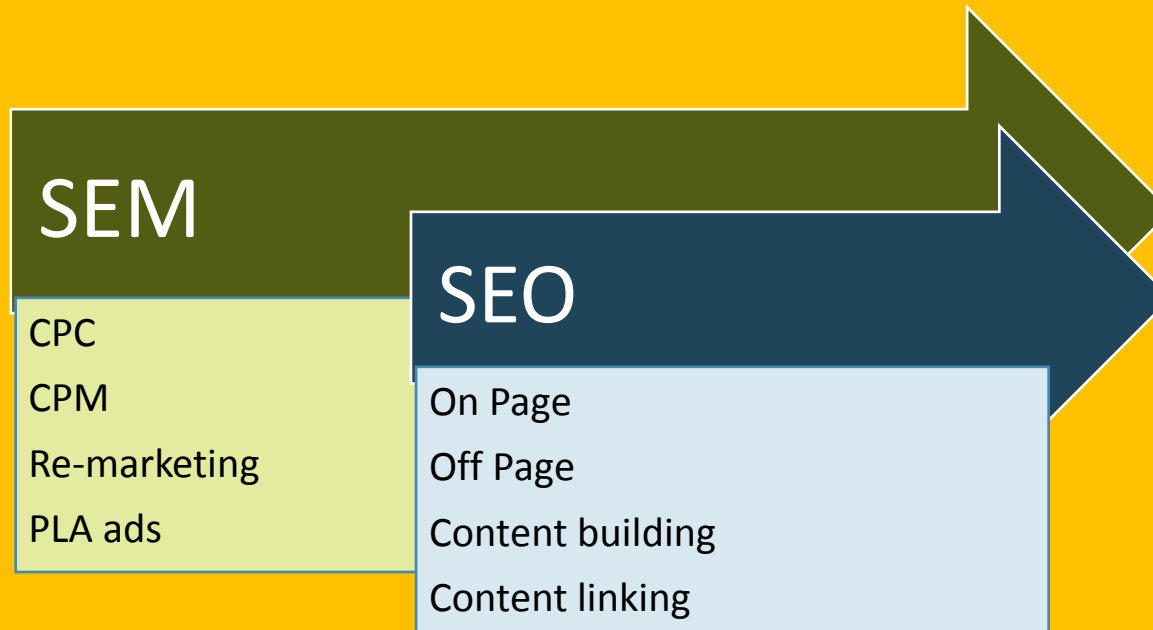 SEM
CPC
CPM
Re-marketing
PLA ads
SEO
On Page
Off Page
Content building
Content linking